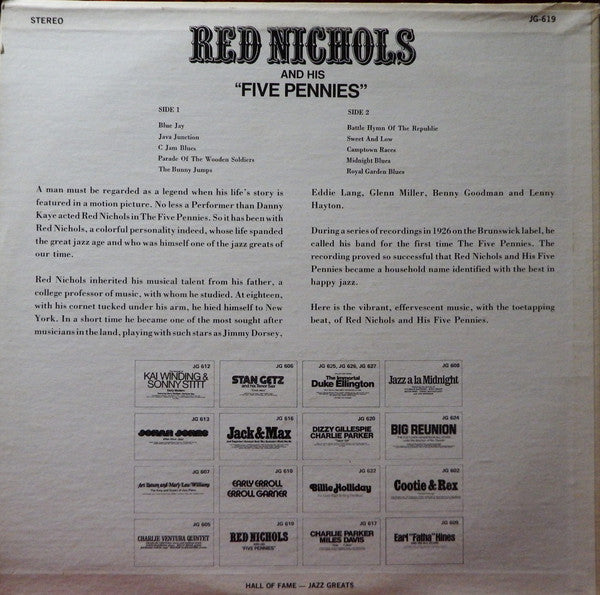 STEREO
JG-619
RED NICHOLS
AND HIS
"FIVE PENNIES"
SIDE 1
Blue Jay
Java Junction
C Jam Blues
Parade Of The Wooden Soldiers
The Bunny Jumps
SIDE 2
Battle Hymn Of The Republic
Sweet And Low
Camptown Races
Midnight Blues
Royal Garden Blues
A man must be regarded as a legend when his life's story is
featured in a motion picture. No less a Performer than Danny
Kaye acted Red Nichols in The Five Pennies. So it has been with
Red Nichols, a colorful personality indeed, whose life spanded
the great jazz age and who was himself one of the jazz greats of
our time.
Red Nichols inherited his musical talent from his father, a
college professor of music, with whom he studied. At eighteen,
with his cornet tucked under his arm, he hied himself to New
York. In a short time he became one of the most sought after
musicians in the land, playing with such stars as Jimmy Dorsey,
Eddie Lang, Glenn Miller, Benny Goodman and Lenny
Hayton.
During a series of recordings in 1926 on the Brunswick label, he
called his band for the first time The Five Pennies. The
recording proved so successful that Red Nichols and His Five
Pennies became a household name identified with the best in
happy jazz.
Here is the vibrant, effervescent music, with the toetapping
beat, of Red Nichols and His Five Pennies.
JG 612
KAI WINDING &
SONNY STITT
JG 606
STAN GETZ
and his Tenor Sax
JG 625, JG 626, JG 627
The Immortal
Duke Ellington
JG 600
Jazz a la Midnight
JG 613
JONAH JONES
JG 616
Jack & Max
JG 620
DIZZY GILLESPIE
CHARLIE PARKER
JG 624
BIG REUNION
JG 607
Art Tatum and Mary Lou Williams
JG 610
EARLY ERROLL
ERROLL GARNER
JG 622
Billie Holliday
JG 602
Cootie & Rex
JG 605
CHARLIE VENTURA QUINTET
JG 619
RED NICHOLS
"FIVE PENNIES"
JG 617
CHARLIE PARKER
MILES DAVIS
JG 609
Earl "Fatha" Hines
HALL OF FAME — JAZZ GREATS